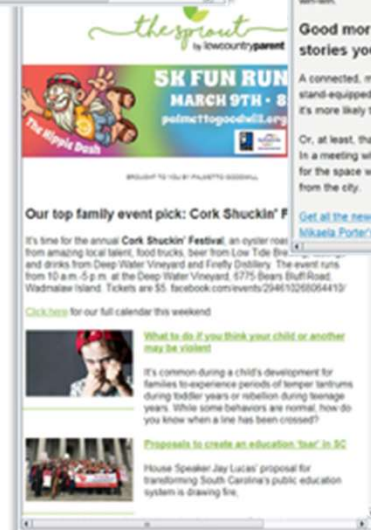 the sprout
by lowcountryparent
5K FUN RUN
MARCH 9TH • 8
palmettogoodwill.org
The Hippie Dash
BROUGHT TO YOU BY PALMETTO GOODWILL
Our top family event pick: Cork Shuckin' F
It's time for the annual Cork Shuckin' Festival, an oyster roas
from amazing local talent, food trucks, beer from Low Tide Bre
and drinks from Deep Water Vineyard and Firefly Distillery. The event runs
from 10 a.m.-5 p.m. at the Deep Water Vineyard, 6775 Bears Bluff Road,
Wadmalaw Island. Tickets are $5. facebook.com/events/294610268064410/
Click here for our full calendar this weekend
What to do if you think your child or another
may be violent
It's common during a child's development for
families to experience periods of temper tantrums
during toddler years or rebellion during teenage
years. While some behaviors are normal, how do
you know when a line has been crossed?
Proposals to create an education 'tsar' in SC
House Speaker Jay Lucas' proposal for
transforming South Carolina's public education
system is drawing fire,
Good mor
stories you
A connected, m
stand-equipped
it's more likely t
Or, at least, tha
In a meeting wi
for the space w
from the city.
Get all the new
Mikaela Porter'